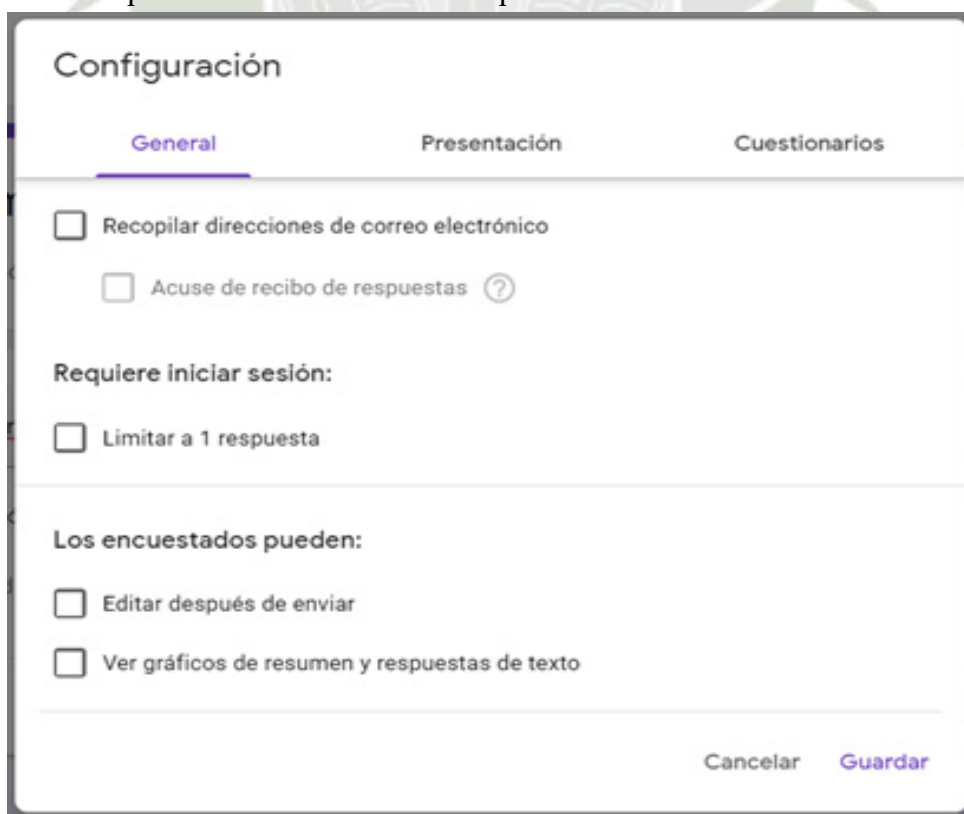 Configuración
General Presentación Cuestionarios
Recopilar direcciones de correo electrónico
Acuse de recibo de respuestas ?
Requiere iniciar sesión:
Limitar a 1 respuesta
Los encuestados pueden:
Editar después de enviar
Ver gráficos de resumen y respuestas de texto
Cancelar Guardar